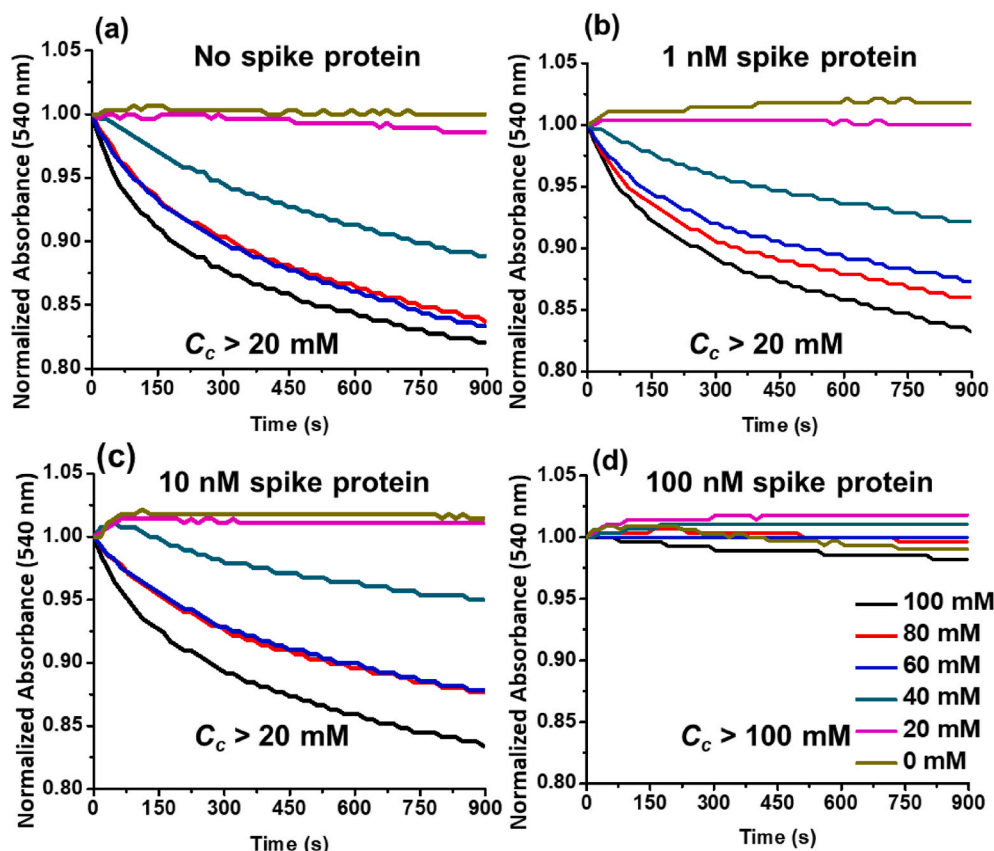 (a)
No spike protein
Normalized Absorbance (540 nm)
1.05
1.00
0.95
0.90
0.85
0.80
C_c > 20 mM
0 150 300 450 600 750 900
Time (s)
(b)
1 nM spike protein
Normalized Absorbance (540 nm)
1.05
1.00
0.95
0.90
0.85
0.80
C_c > 20 mM
0 150 300 450 600 750 900
Time (s)
(c)
10 nM spike protein
Normalized Absorbance (540 nm)
1.05
1.00
0.95
0.90
0.85
0.80
C_c > 20 mM
0 150 300 450 600 750 900
Time (s)
(d)
100 nM spike protein
Normalized Absorbance (540 nm)
1.05
1.00
0.95
0.90
0.85
0.80
100 mM
80 mM
60 mM
40 mM
20 mM
0 mM
C_c > 100 mM
0 150 300 450 600 750 900
Time (s)